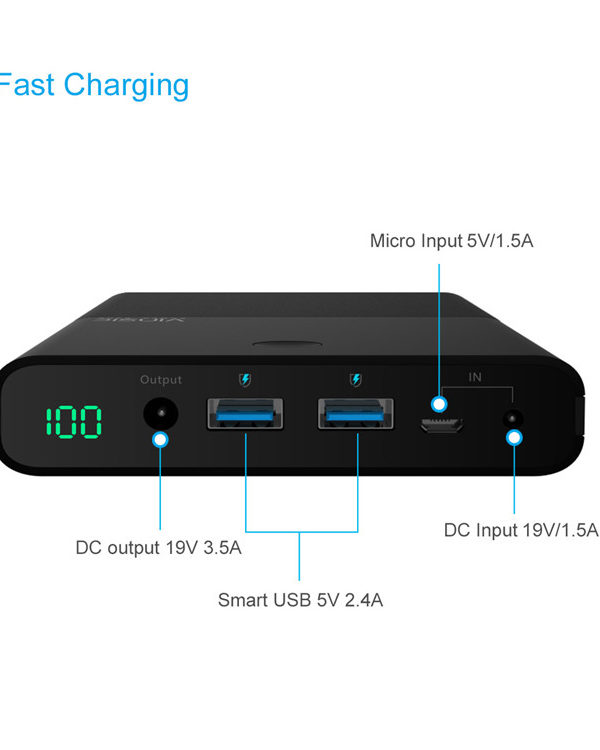 Fast Charging
Micro Input 5V/1.5A
Output
IN
100
DC output 19V 3.5A
DC Input 19V/1.5A
Smart USB 5V 2.4A